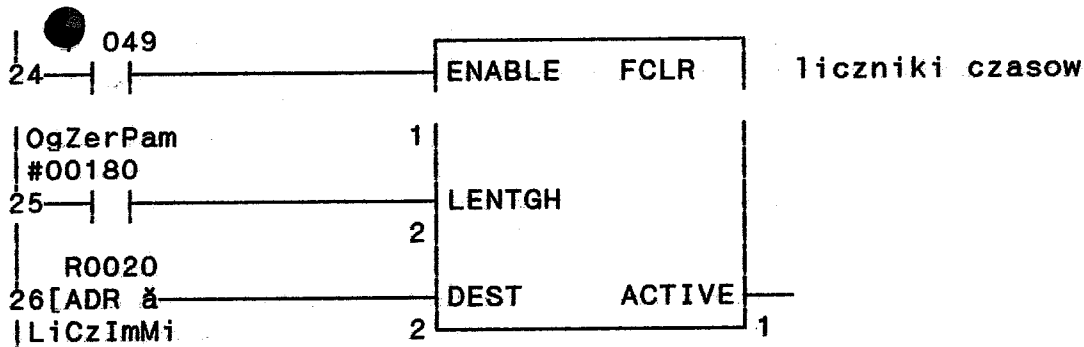 049
24 ENABLE FCLR liczniki czasow
OgZerPam 1
#00180
25 LENTGH
2
R0020
26[ADR ă DEST ACTIVE
LiCzImMi 2 1